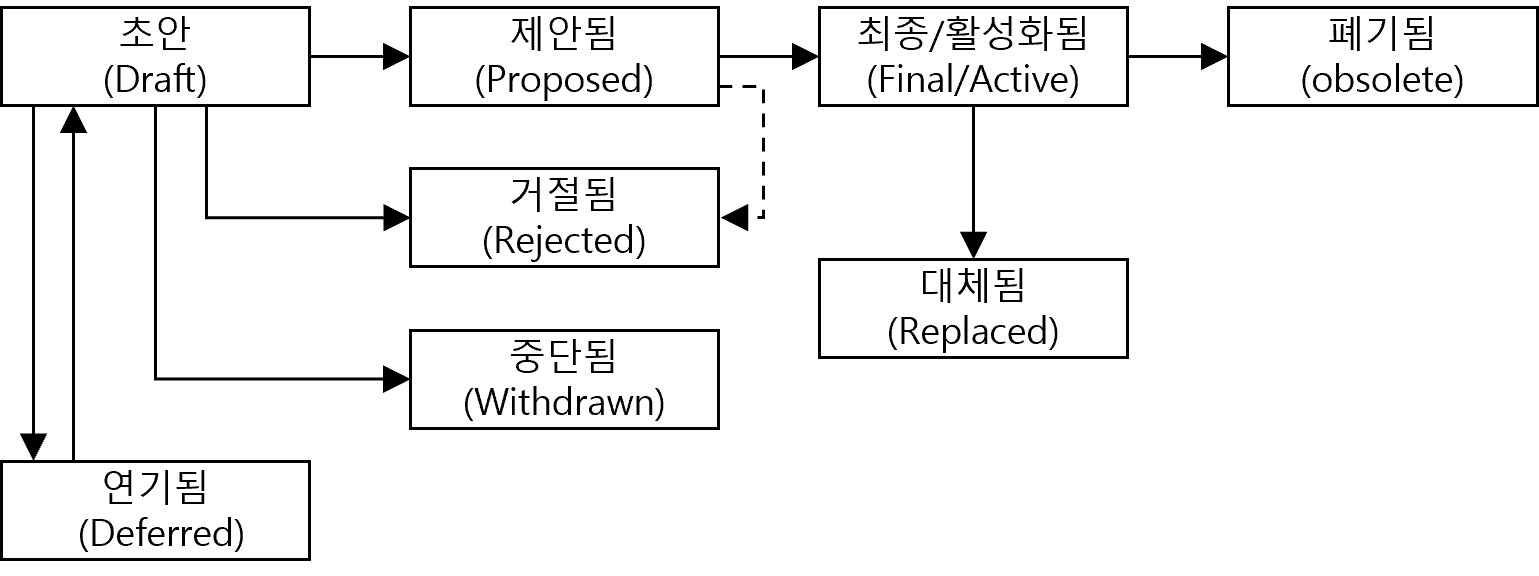 초안
(Draft)
제안됨
(Proposed)
최종/활성화됨
(Final/Active)
폐기됨
(obsolete)
거절됨
(Rejected)
대체됨
(Replaced)
중단됨
(Withdrawn)
연기됨
(Deferred)